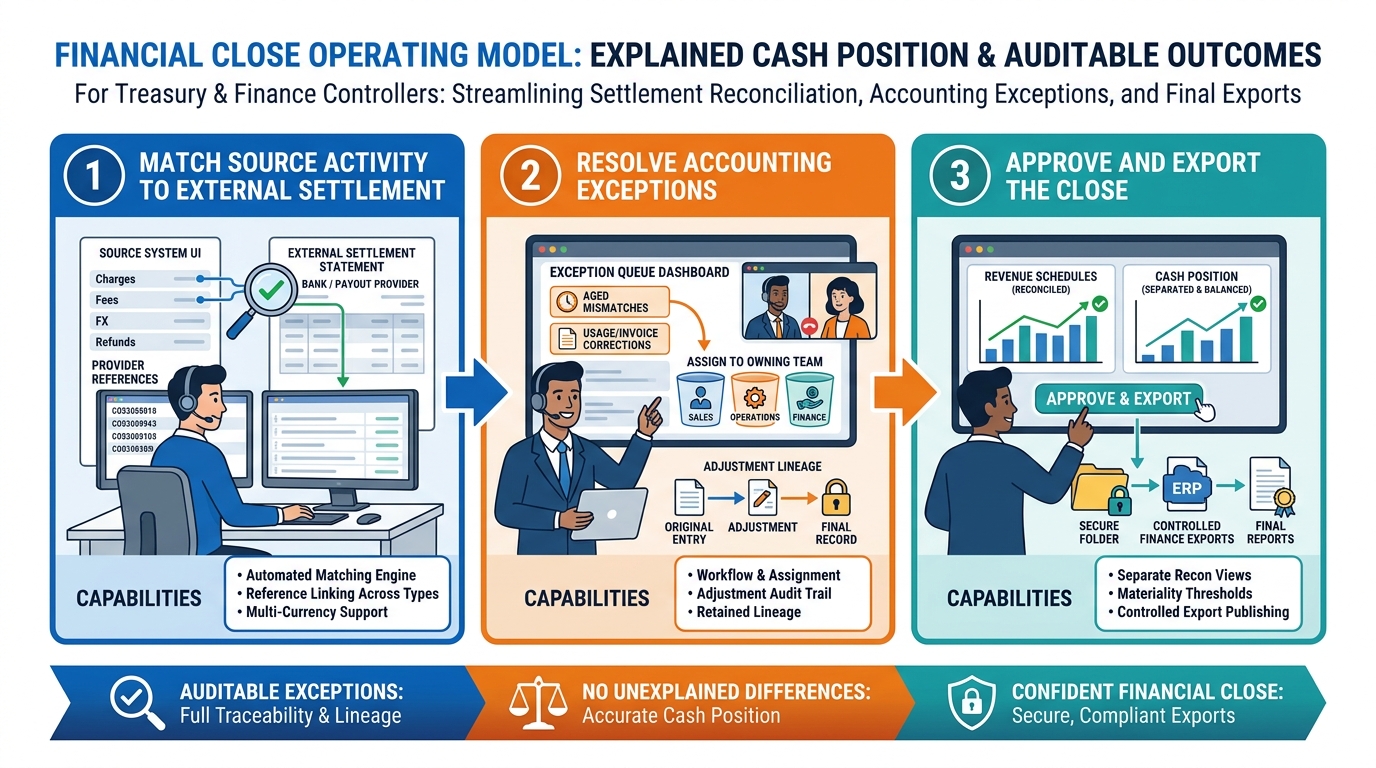 FINANCIAL CLOSE OPERATING MODEL: EXPLAINED CASH POSITION & AUDITABLE OUTCOMES
For Treasury & Finance Controllers: Streamlining Settlement Reconciliation, Accounting Exceptions, and Final Exports
1
MATCH SOURCE ACTIVITY
TO EXTERNAL SETTLEMENT
SOURCE SYSTEM UI
Charges
Fees
FX
Refunds
PROVIDER
REFERENCES
EXTERNAL SETTLEMENT
STATEMENT
BANK / PAYOUT PROVIDER
CAPABILITIES
• Automated Matching Engine
• Reference Linking Across Types
• Multi-Currency Support
2
RESOLVE ACCOUNTING
EXCEPTIONS
EXCEPTION QUEUE DASHBOARD
AGED
MISMATCHES
USAGE/INVOICE
CORRECTIONS
ASSIGN TO OWNING TEAM
SALES
OPERATIONS
FINANCE
ADJUSTMENT LINEAGE
ORIGINAL
ENTRY
ADJUSTMENT
FINAL
RECORD
CAPABILITIES
• Workflow & Assignment
• Adjustment Audit Trail
• Retained Lineage
3
APPROVE AND EXPORT
THE CLOSE
REVENUE SCHEDULES
(RECONCILED)
CASH POSITION
(SEPARATED & BALANCED)
APPROVE & EXPORT
SECURE
FOLDER
ERP
CONTROLLED
FINANCE EXPORTS
FINAL
REPORTS
CAPABILITIES
• Separate Recon Views
• Materiality Thresholds
• Controlled Export Publishing
AUDITABLE EXCEPTIONS:
Full Traceability & Lineage
NO UNEXPLAINED DIFFERENCES:
Accurate Cash Position
CONFIDENT FINANCIAL CLOSE:
Secure, Compliant Exports